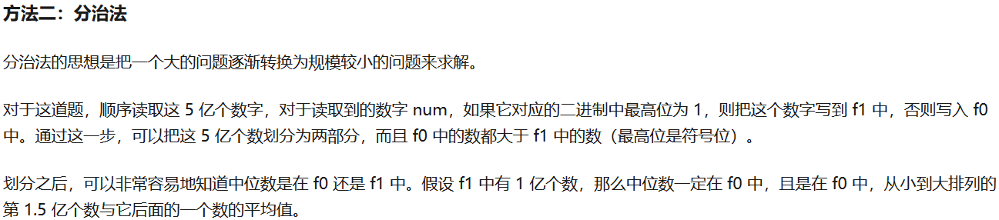 方法二：分治法
分治法的思想是把一个大的问题逐渐转换为规模较小的问题来求解。
对于这道题，顺序读取这 5 亿个数字，对于读取到的数字 num，如果它对应的二进制中最高位为 1，则把这个数字写到 f1 中，否则写入 f0
中。通过这一步，可以把这 5 亿个数划分为两部分，而且 f0 中的数都大于 f1 中的数（最高位是符号位）。
划分之后，可以非常容易地知道中位数是在 f0 还是 f1 中。假设 f1 中有 1 亿个数，那么中位数一定在 f0 中，且是在 f0 中，从小到大排列的
第 1.5 亿个数与它后面的一个数的平均值。